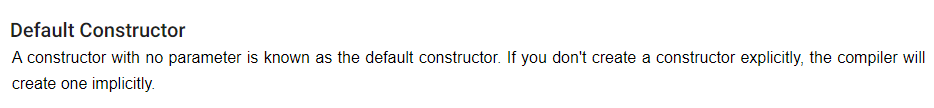 Default Constructor
A constructor with no parameter is known as the default constructor. If you don't create a constructor explicitly, the compiler will
create one implicitly.